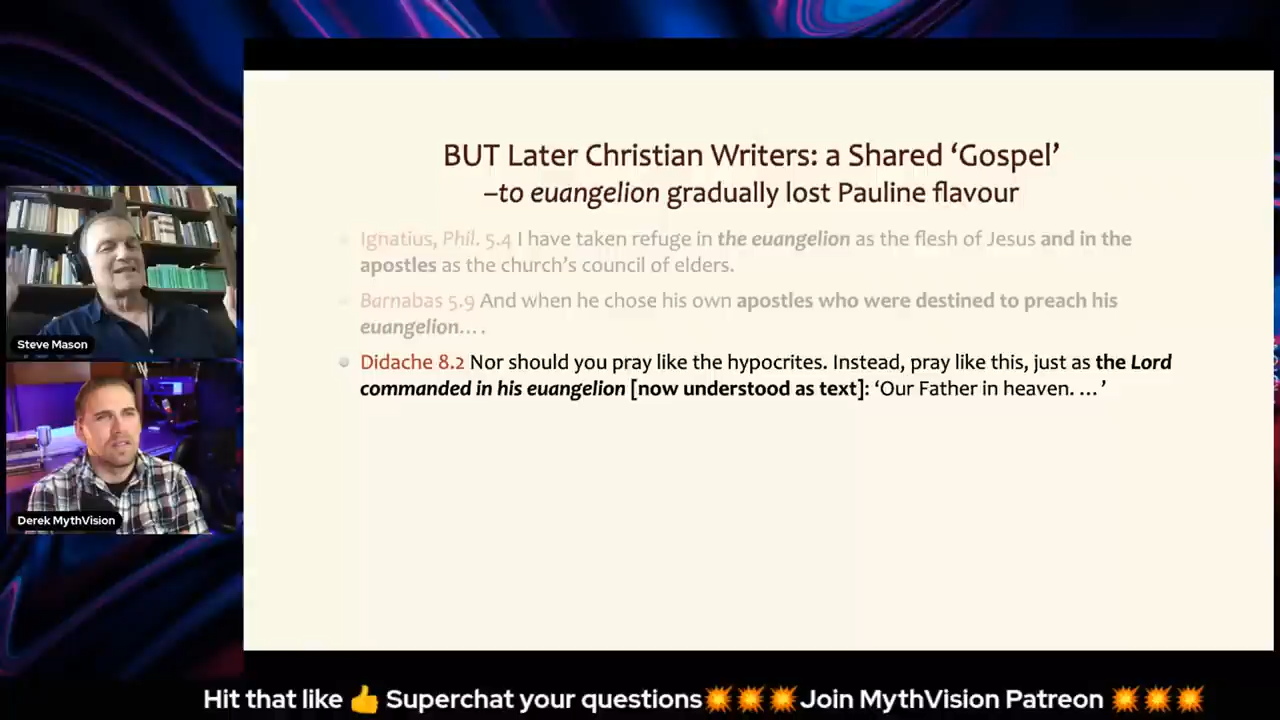 BUT Later Christian Writers: a Shared ‘Gospel’
–to euangelion gradually lost Pauline flavour
Ignatius, Phil. 5.4 I have taken refuge in the euangelion as the flesh of Jesus and in the
apostles as the church’s council of elders.
Barnabas 5.9 And when he chose his own apostles who were destined to preach his
euangelion… .
Didache 8.2 Nor should you pray like the hypocrites. Instead, pray like this, just as the Lord
commanded in his euangelion [now understood as text]: ‘Our Father in heaven. …’
Steve Mason
Derek MythVision
Hit that like 👍 Superchat your questions💥💥💥Join MythVision Patreon 💥💥💥